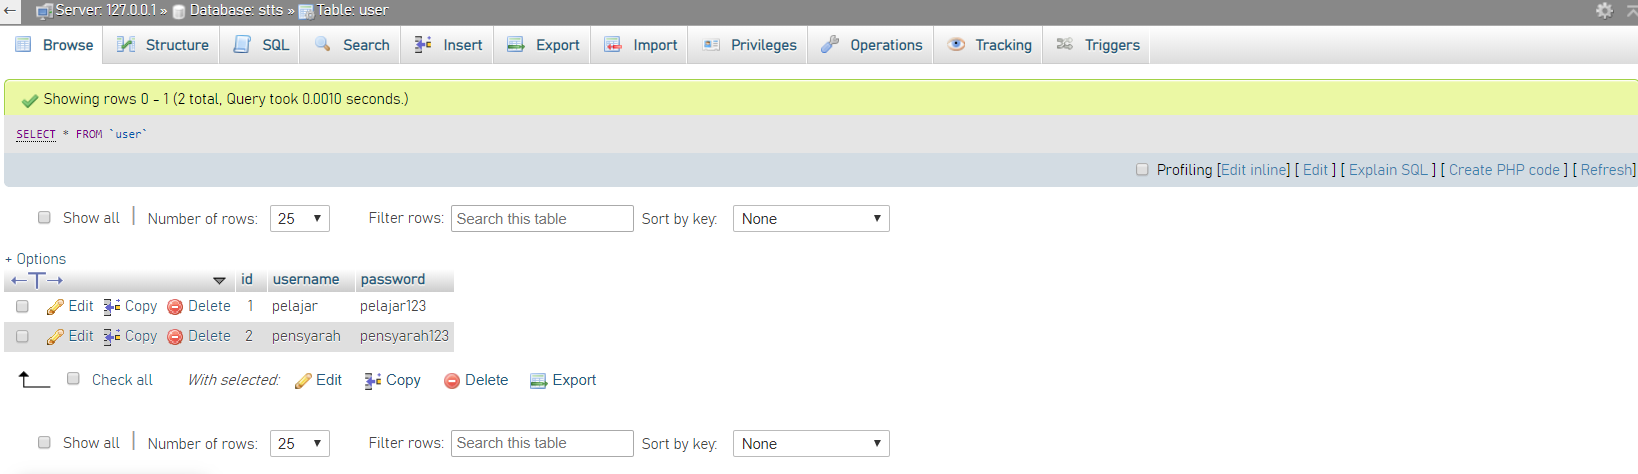 ← Server: 127.0.0.1 » Database: stts » Table: user
Browse Structure SQL Search Insert Export Import Privileges Operations Tracking Triggers
Showing rows 0 - 1 (2 total, Query took 0.0010 seconds.)
SELECT * FROM `user`
Profiling [Edit inline] [ Edit ] [ Explain SQL ] [ Create PHP code ] [ Refresh]
Show all | Number of rows: 25 Filter rows: Search this table Sort by key: None
+ Options
←T→ id username password
Edit Copy Delete 1 pelajar pelajar123
Edit Copy Delete 2 pensyarah pensyarah123
Check all With selected: Edit Copy Delete Export
Show all | Number of rows: 25 Filter rows: Search this table Sort by key: None